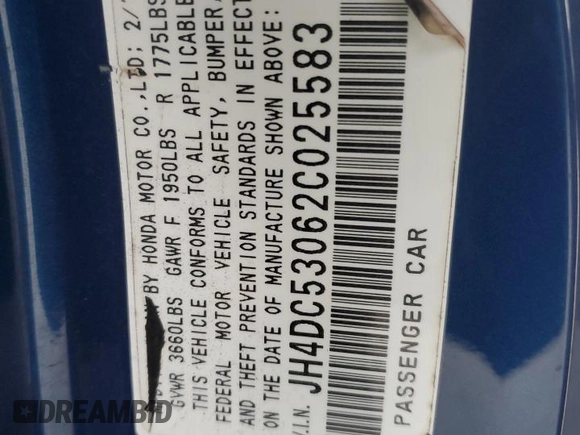 BY HONDA MOTOR CO.,LTD; 2/
GVWR 3660LBS GAWR F 1950LBS R 1775LBS
THIS VEHICLE CONFORMS TO ALL APPLICABLE
FEDERAL MOTOR VEHICLE SAFETY, BUMPER,
AND THEFT PREVENTION STANDARDS IN EFFECT
ON THE DATE OF MANUFACTURE SHOWN ABOVE:
V.I.N. JH4DC53062C025583
PASSENGER CAR
DREAMBID